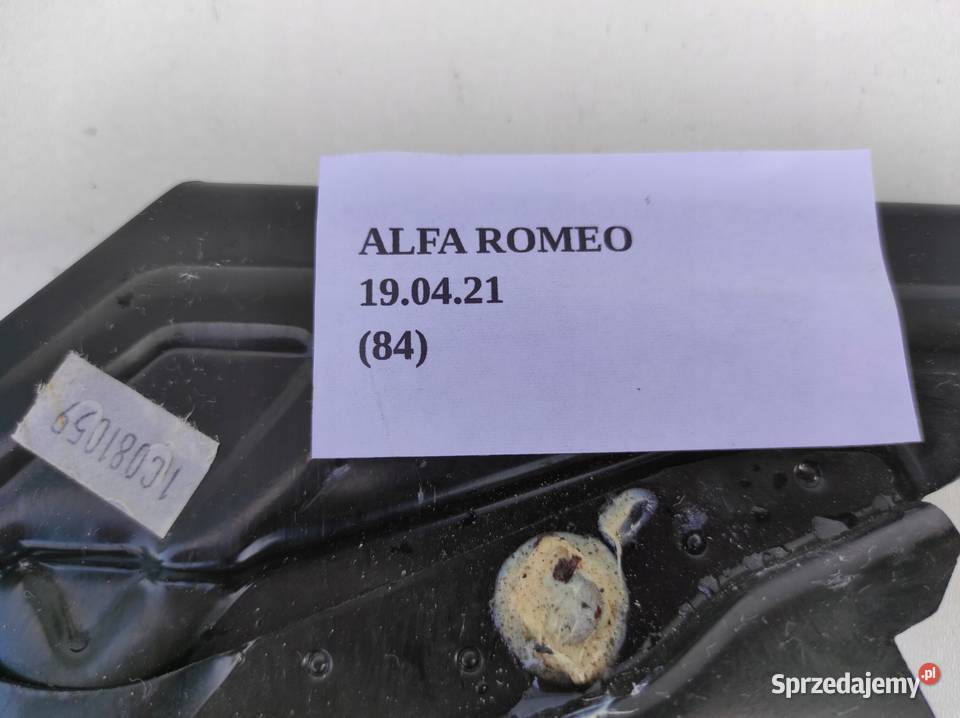 ALFA ROMEO
19.04.21
(84)
1C081059
Sprzedajemy.pl